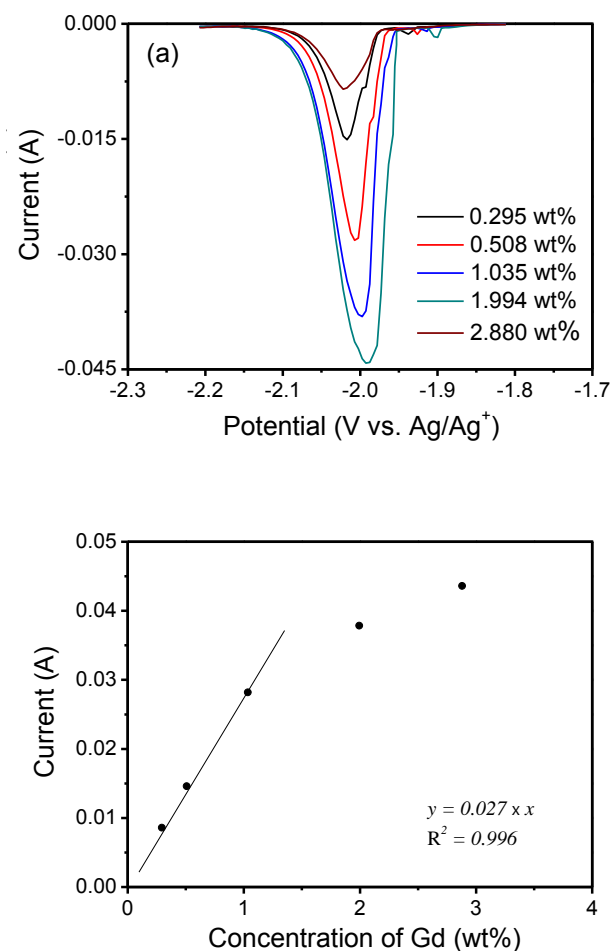 (a)
0.000
-0.015
-0.030
-0.045
Current (A)
0.295 wt%
0.508 wt%
1.035 wt%
1.994 wt%
2.880 wt%
-2.3 -2.2 -2.1 -2.0 -1.9 -1.8 -1.7
Potential (V vs. Ag/Ag⁺)
0.05
0.04
0.03
0.02
0.01
0.00
Current (A)
y = 0.027 x x
R² = 0.996
0 1 2 3 4
Concentration of Gd (wt%)